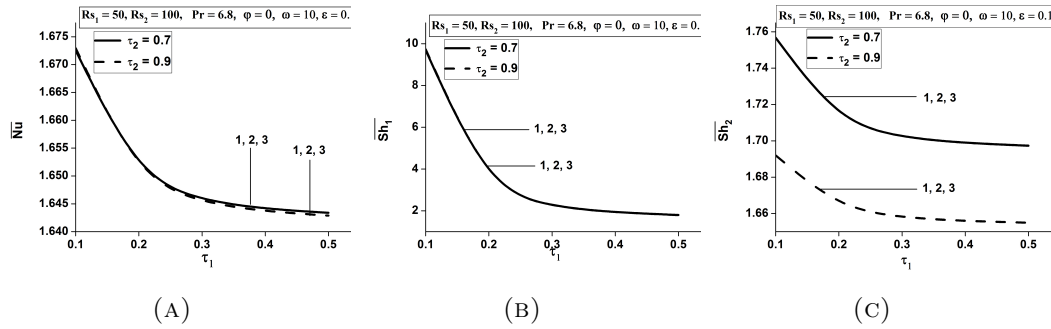 Rs₁ = 50, Rs₂ = 100, Pr = 6.8, φ = 0, ω = 10, ε = 0.
τ₂ = 0.7
τ₂ = 0.9
1.675
1.670
1.665
1.660
1.655
1.650
1.645
1.640
Nu
1, 2, 3
1, 2, 3
0.1 0.2 0.3 0.4 0.5
τ₁
(A)
Rs₁ = 50, Rs₂ = 100, Pr = 6.8, φ = 0, ω = 10, ε = 0.
τ₂ = 0.7
τ₂ = 0.9
10
8
6
4
2
Sh₁
1, 2, 3
1, 2, 3
0.1 0.2 0.3 0.4 0.5
τ₁
(B)
Rs₁ = 50, Rs₂ = 100, Pr = 6.8, φ = 0, ω = 10, ε = 0.1
τ₂ = 0.7
τ₂ = 0.9
1.76
1.74
1.72
1.70
1.68
1.66
Sh₂
1, 2, 3
1, 2, 3
0.1 0.2 0.3 0.4 0.5
τ₁
(C)